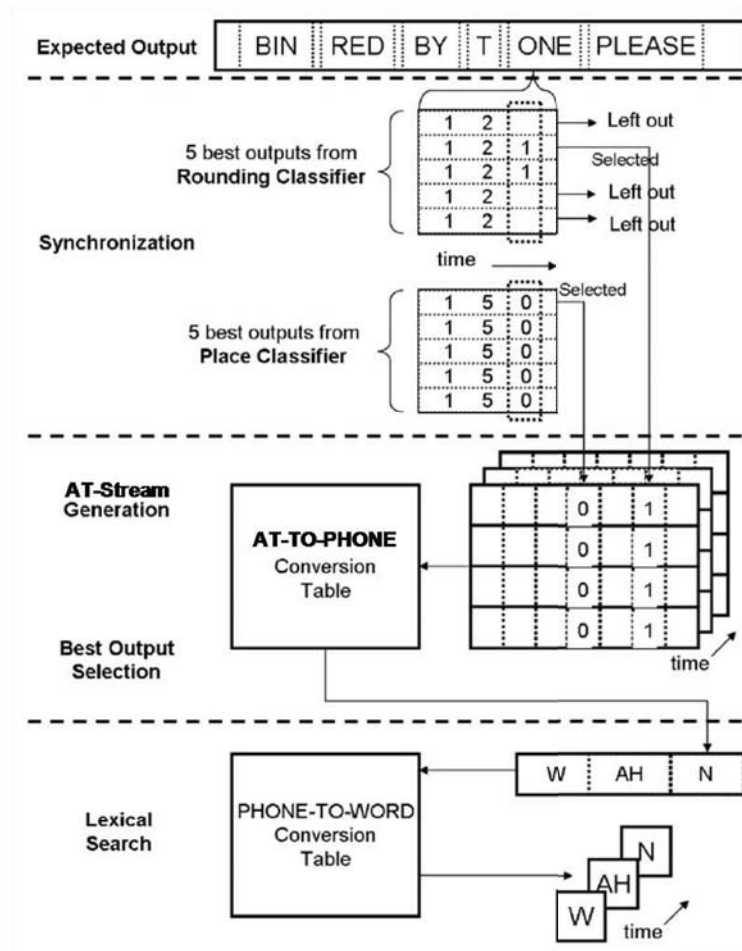 Expected Output
BIN RED BY T ONE PLEASE
5 best outputs from
Rounding Classifier
1 2
1 2 1
1 2 1
1 2
1 2
Left out
Selected
Left out
Left out
Synchronization
time
5 best outputs from
Place Classifier
1 5 0
1 5 0
1 5 0
1 5 0
1 5 0
Selected
AT-Stream
Generation
AT-TO-PHONE
Conversion
Table
0 1
0 1
0 1
0 1
time
Best Output
Selection
W AH N
Lexical
Search
PHONE-TO-WORD
Conversion
Table
N
AH
W
time